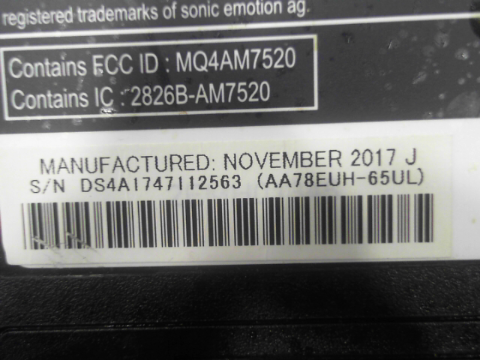 registered trademarks of sonic emotion ag.
Contains FCC ID : MQ4AM7520
Contains IC : 2826B-AM7520
MANUFACTURED: NOVEMBER 2017 J
S/N DS4A1747112563 (AA78EUH-65UL)